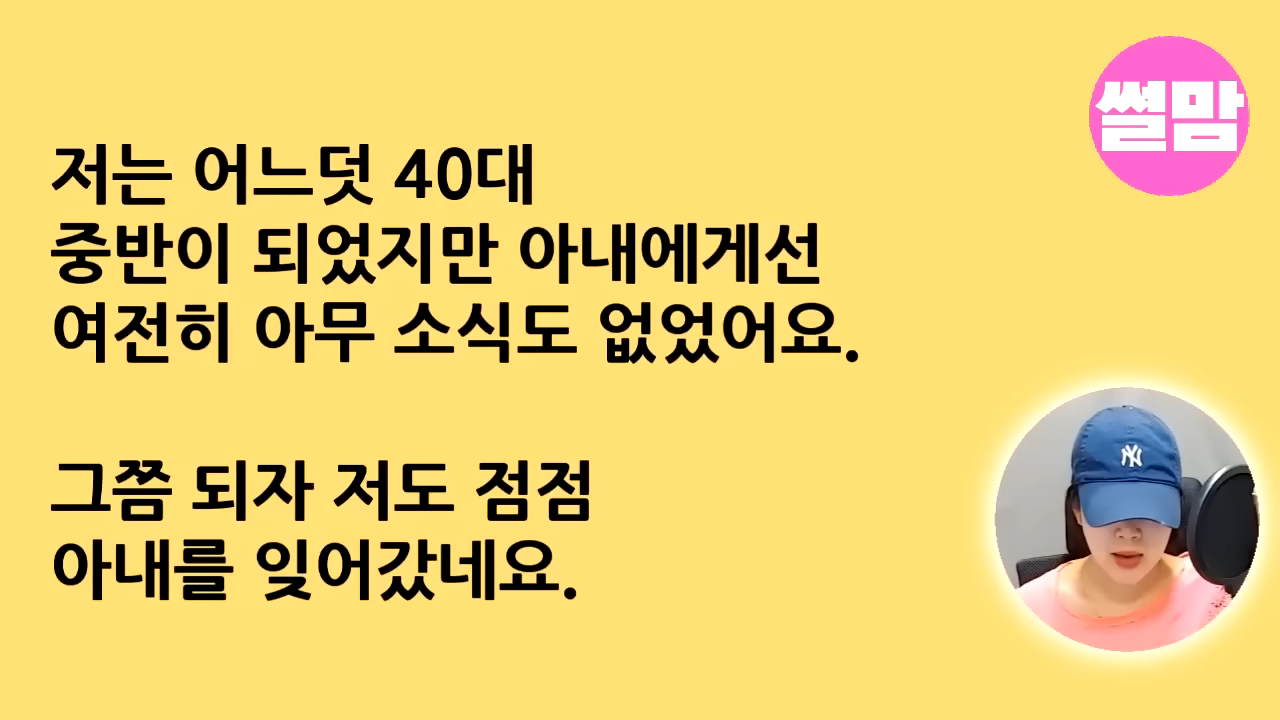 썰맘
저는 어느덧 40대
중반이 되었지만 아내에게선
여전히 아무 소식도 없었어요.
그쯤 되자 저도 점점
아내를 잊어갔네요.
NY